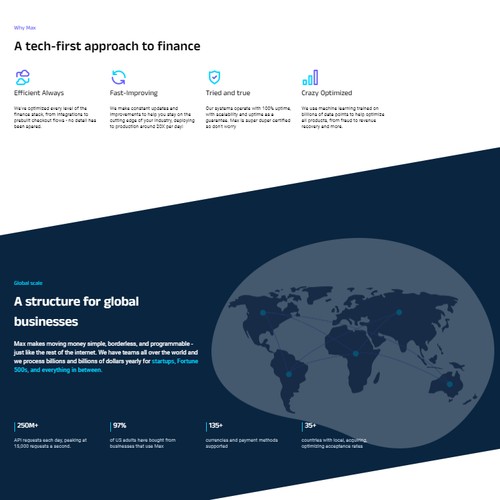 Why Max
A tech-first approach to finance
Efficient Always
We've optimized every level of the
finance stack, from integrations to
prebuilt checkout flows - no detail has
been spared.
Fast-Improving
We make constant updates and
improvements to help you stay on the
cutting edge of your industry, deploying
to production around 20X per day!
Tried and true
Our systems operate with 100% uptime,
with scalability and uptime as a
guarantee. Max is super duper certified
so don't worry
Crazy Optimized
We use machine learning trained on
billions of data points to help optimize
all products, from fraud to revenue
recovery and more.
Global scale
A structure for global
businesses
Max makes moving money simple, borderless, and programmable -
just like the rest of the internet. We have teams all over the world and
we process billions and billions of dollars yearly for startups, Fortune
500s, and everything in between.
250M+
API requests each day, peaking at
15,000 requests a second.
97%
of US adults have bought from
businesses that use Max
135+
currencies and payment methods
supported
35+
countries with local, acquiring,
optimizing acceptance rates